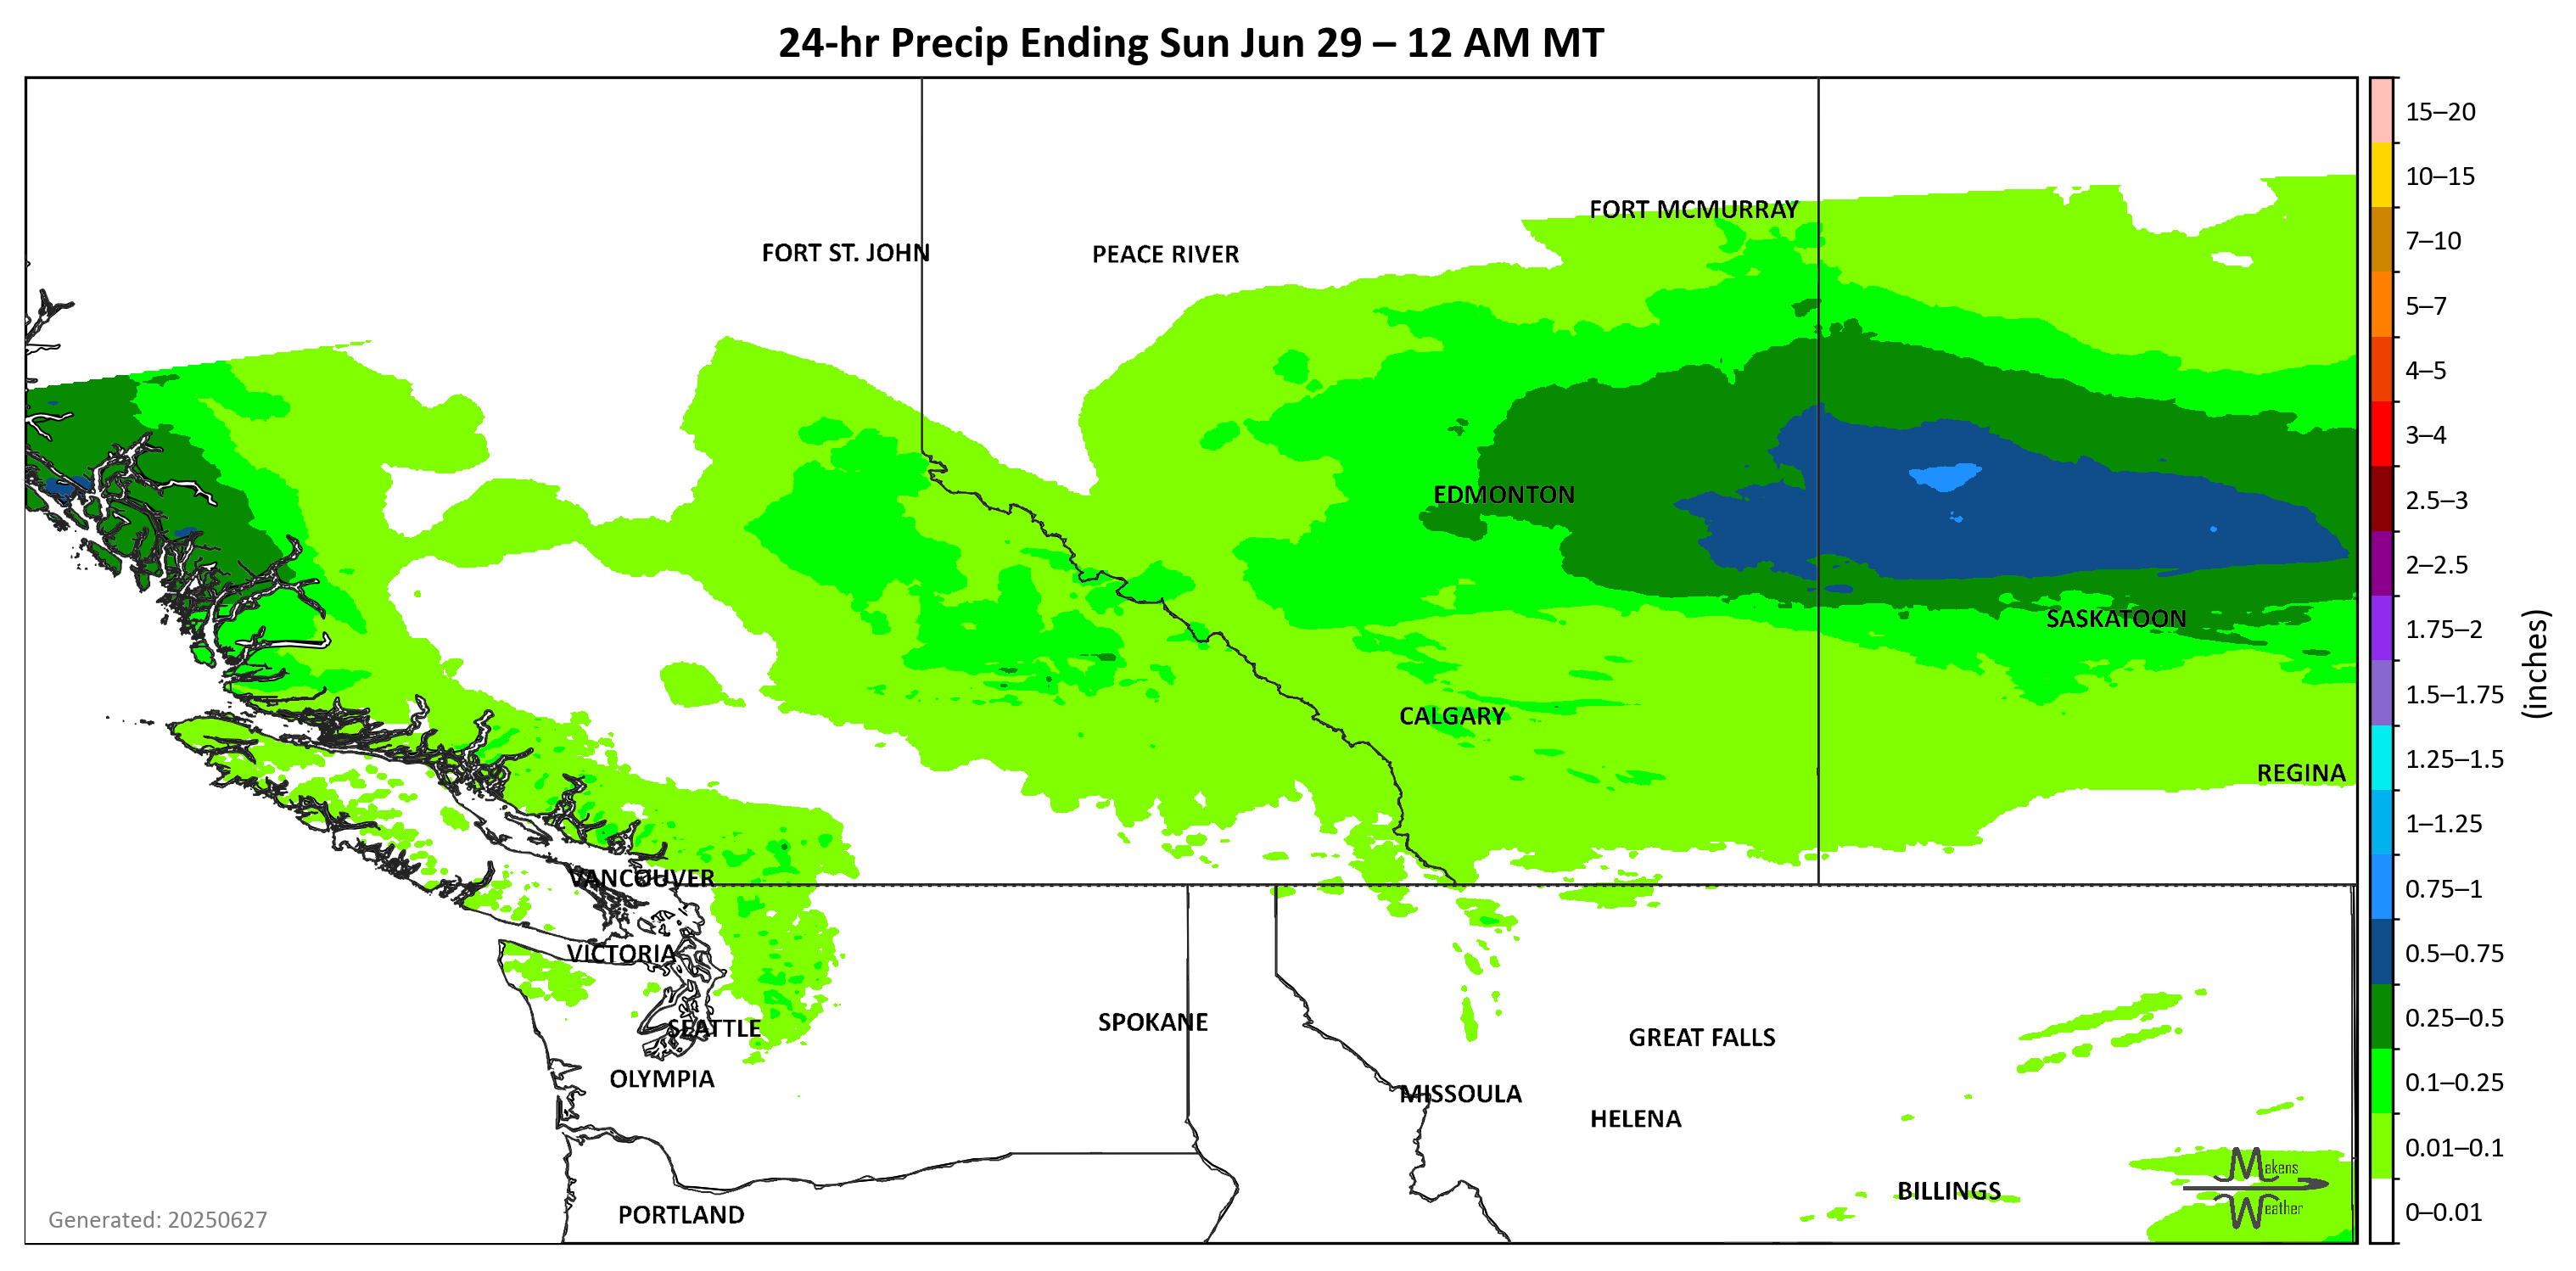 24-hr Precip Ending Sun Jun 29 – 12 AM MT
15–20
10–15
FORT MCMURRAY
7–10
FORT ST. JOHN
PEACE RIVER
5–7
4–5
3–4
EDMONTON
2.5–3
2–2.5
SASKATOON
1.75–2
(inches)
1.5–1.75
CALGARY
1.25–1.5
REGINA
1–1.25
VANCOUVER
0.75–1
VICTORIA
0.5–0.75
SEATTLE
SPOKANE
GREAT FALLS
0.25–0.5
OLYMPIA
MISSOULA
0.1–0.25
HELENA
0.01–0.1
Makens
Weather
BILLINGS
PORTLAND
Generated: 20250627
0–0.01